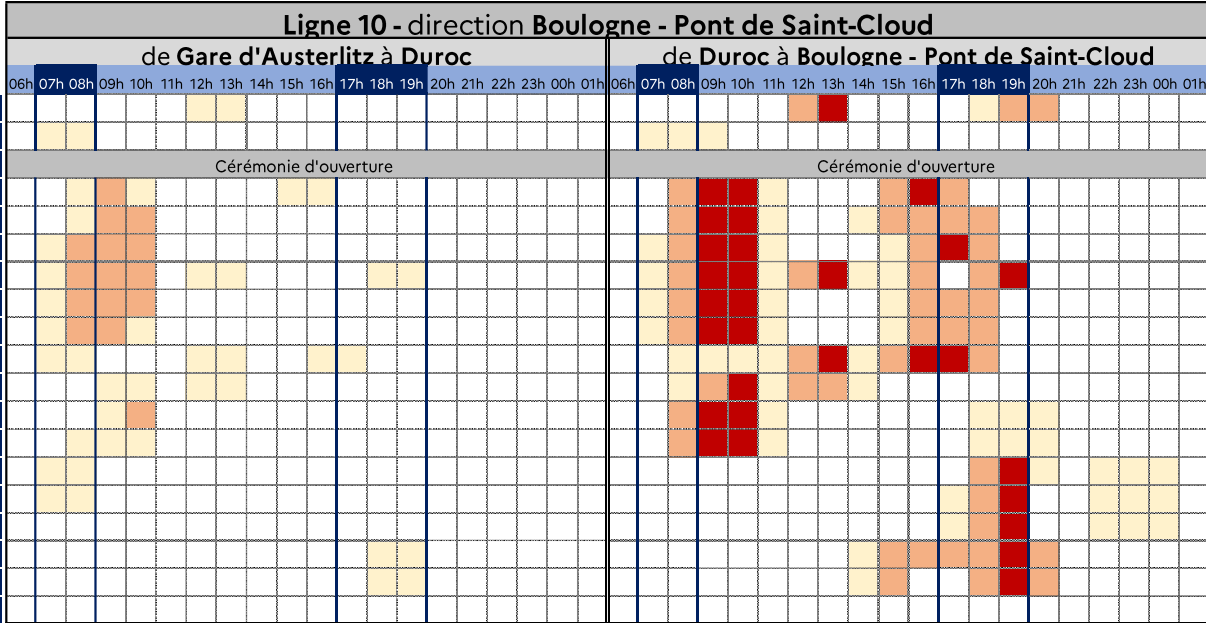 Ligne 10 - direction Boulogne - Pont de Saint-Cloud
de Gare d'Austerlitz à Duroc de Duroc à Boulogne - Pont de Saint-Cloud
06h 07h 08h 09h 10h 11h 12h 13h 14h 15h 16h 17h 18h 19h 20h 21h 22h 23h 00h 01h 06h 07h 08h 09h 10h 11h 12h 13h 14h 15h 16h 17h 18h 19h 20h 21h 22h 23h 00h 01h
Cérémonie d'ouverture Cérémonie d'ouverture